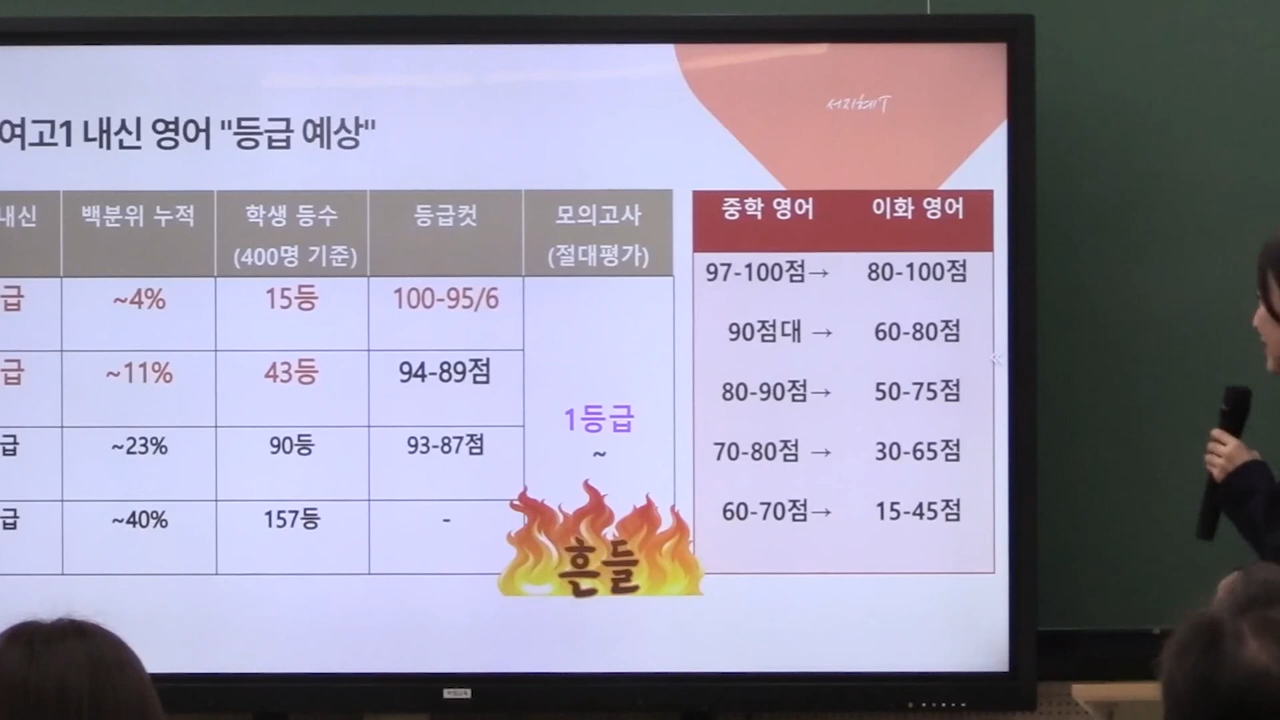 서지혜T
여고1 내신 영어 "등급 예상"
내신 백분위 누적 학생 등수 등급컷 모의고사
(400명 기준) (절대평가)
급 ~4% 15등 100-95/6
급 ~11% 43등 94-89점
1등급
~
급 ~23% 90등 93-87점
급 ~40% 157등 -
흔들
중학 영어 이화 영어
97-100점→ 80-100점
90점대 → 60-80점
80-90점→ 50-75점
70-80점 → 30-65점
60-70점→ 15-45점